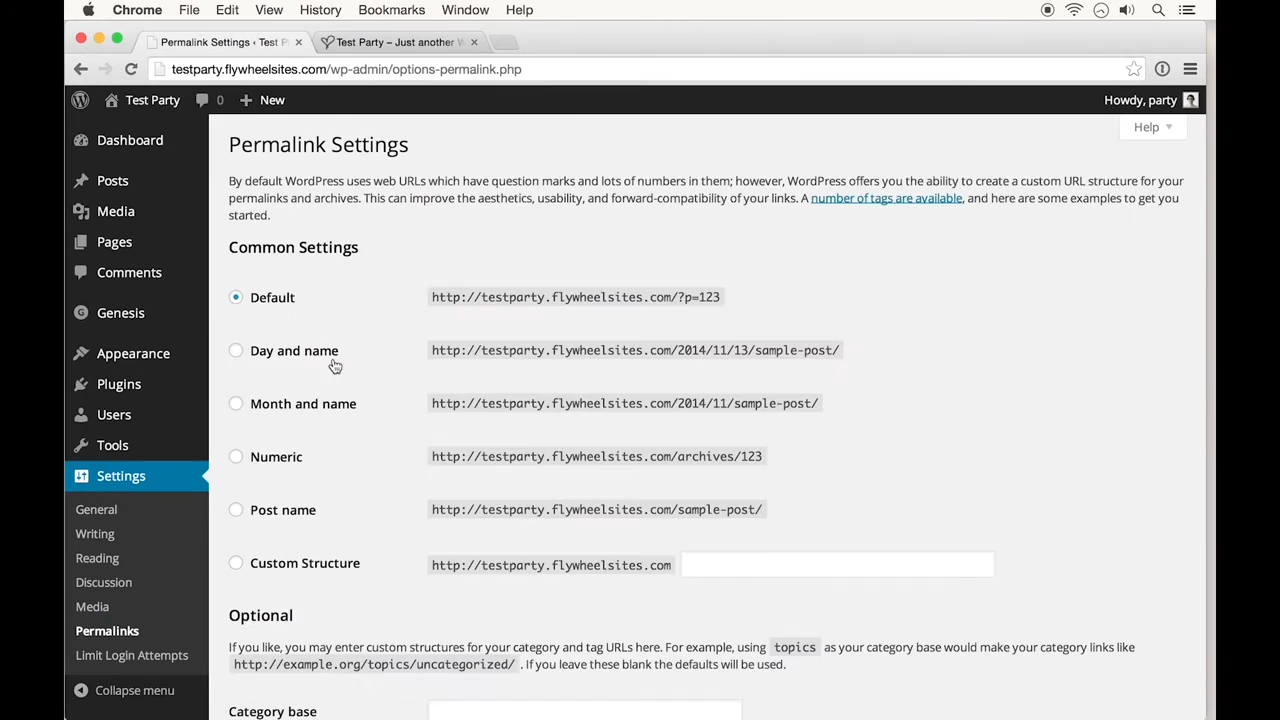 Chrome File Edit View History Bookmarks Window Help
Permalink Settings ‹ Test P
Test Party – Just another W
testparty.flywheelsites.com/wp-admin/options-permalink.php
Test Party 0 New
Howdy, party
Help
Dashboard
Posts
Media
Pages
Comments
Genesis
Appearance
Plugins
Users
Tools
Settings
General
Writing
Reading
Discussion
Media
Permalinks
Limit Login Attempts
Collapse menu
Permalink Settings
By default WordPress uses web URLs which have question marks and lots of numbers in them; however, WordPress offers you the ability to create a custom URL structure for your
permalinks and archives. This can improve the aesthetics, usability, and forward-compatibility of your links. A number of tags are available, and here are some examples to get you
started.
Common Settings
Default http://testparty.flywheelsites.com/?p=123
Day and name http://testparty.flywheelsites.com/2014/11/13/sample-post/
Month and name http://testparty.flywheelsites.com/2014/11/sample-post/
Numeric http://testparty.flywheelsites.com/archives/123
Post name http://testparty.flywheelsites.com/sample-post/
Custom Structure http://testparty.flywheelsites.com
Optional
If you like, you may enter custom structures for your category and tag URLs here. For example, using topics as your category base would make your category links like
http://example.org/topics/uncategorized/ . If you leave these blank the defaults will be used.
Category base